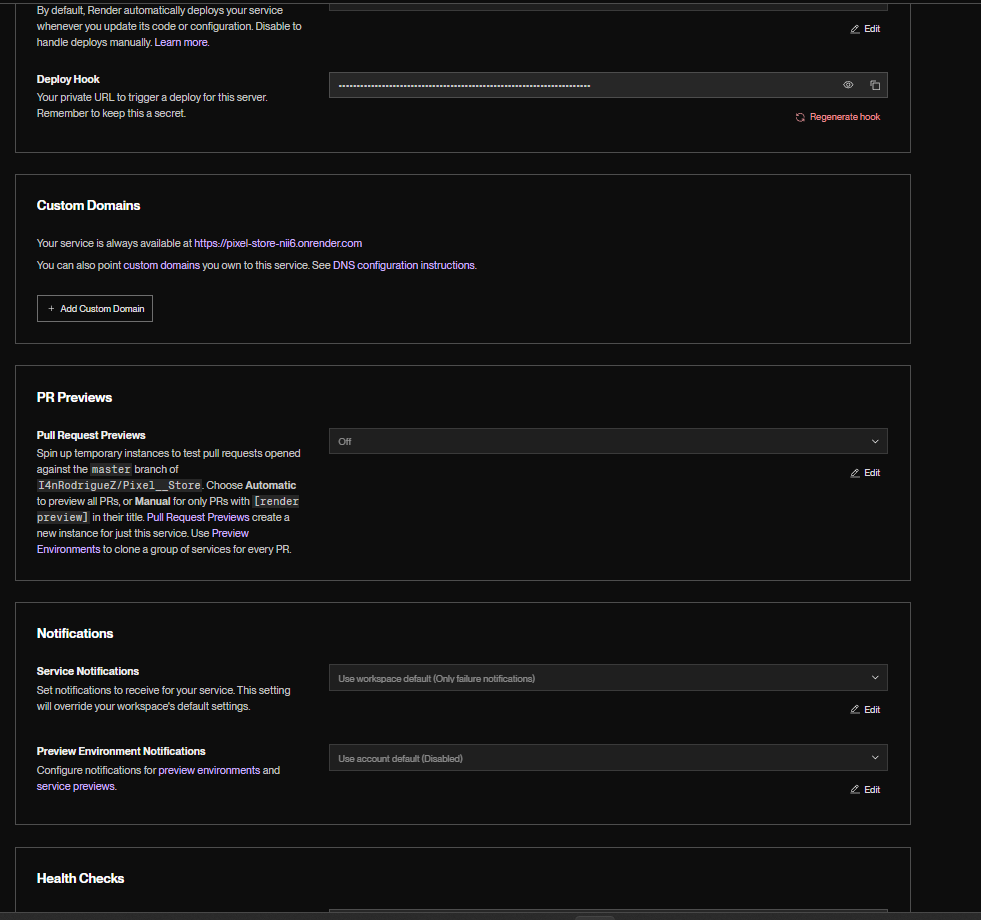 By default, Render automatically deploys your service
whenever you update its code or configuration. Disable to
handle deploys manually. Learn more.
Edit
Deploy Hook
Your private URL to trigger a deploy for this server.
Remember to keep this a secret.
Regenerate hook
Custom Domains
Your service is always available at https://pixel-store-nii6.onrender.com
You can also point custom domains you own to this service. See DNS configuration instructions.
+ Add Custom Domain
PR Previews
Pull Request Previews
Spin up temporary instances to test pull requests opened
against the master branch of
I4nRodrigueZ/Pixel__Store. Choose Automatic
to preview all PRs, or Manual for only PRs with [render
preview] in their title. Pull Request Previews create a
new instance for just this service. Use Preview
Environments to clone a group of services for every PR.
Off
Edit
Notifications
Service Notifications
Set notifications to receive for your service. This setting
will override your workspace's default settings.
Use workspace default (Only failure notifications)
Edit
Preview Environment Notifications
Configure notifications for preview environments and
service previews.
Use account default (Disabled)
Edit
Health Checks